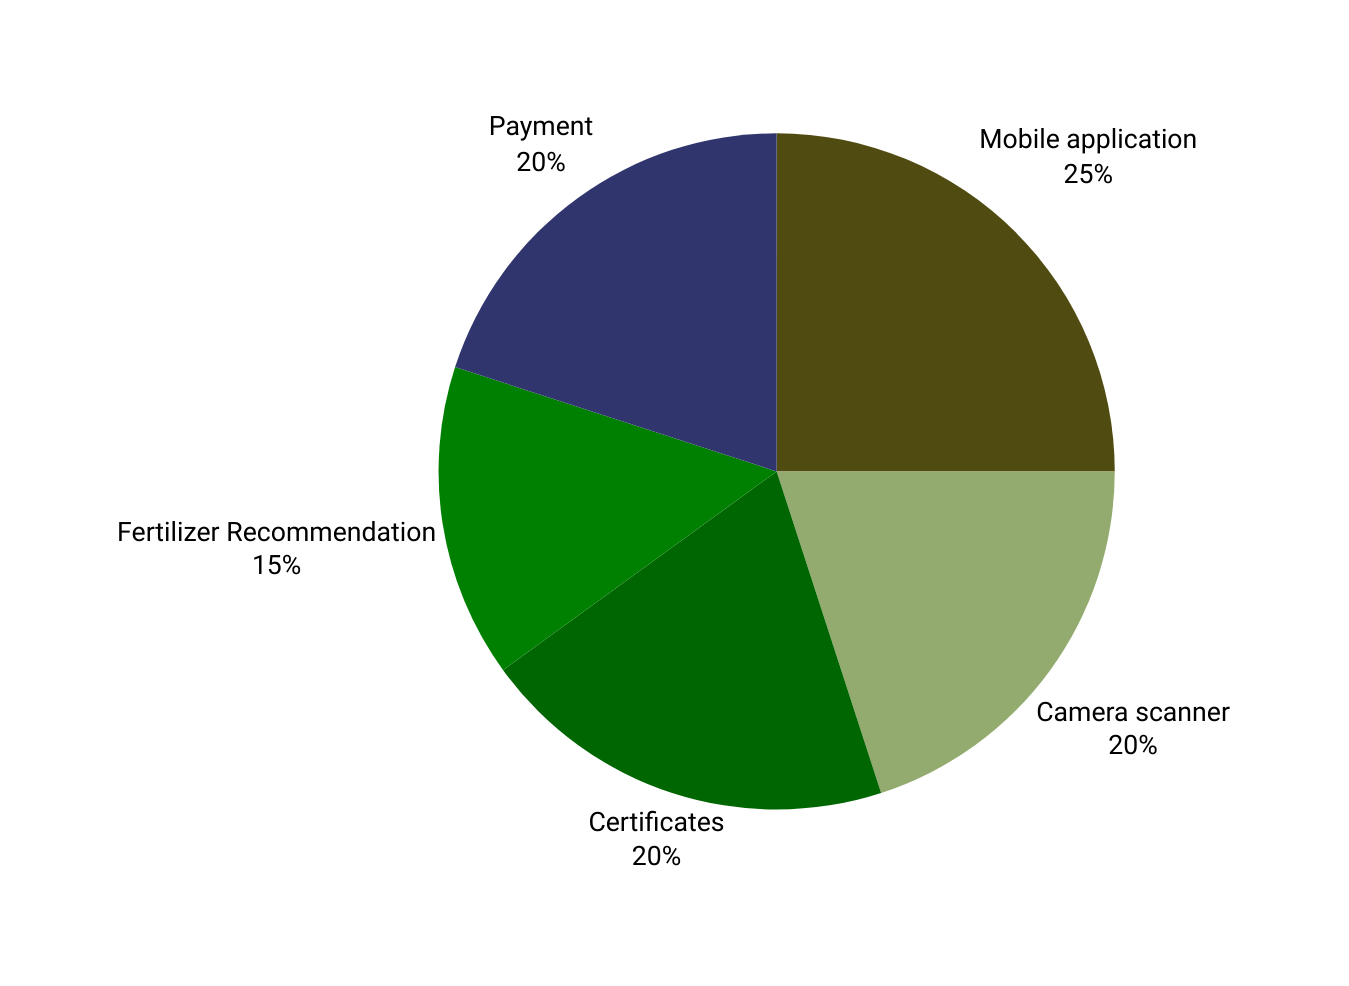 Payment
20%
Mobile application
25%
Fertilizer Recommendation
15%
Camera scanner
20%
Certificates
20%